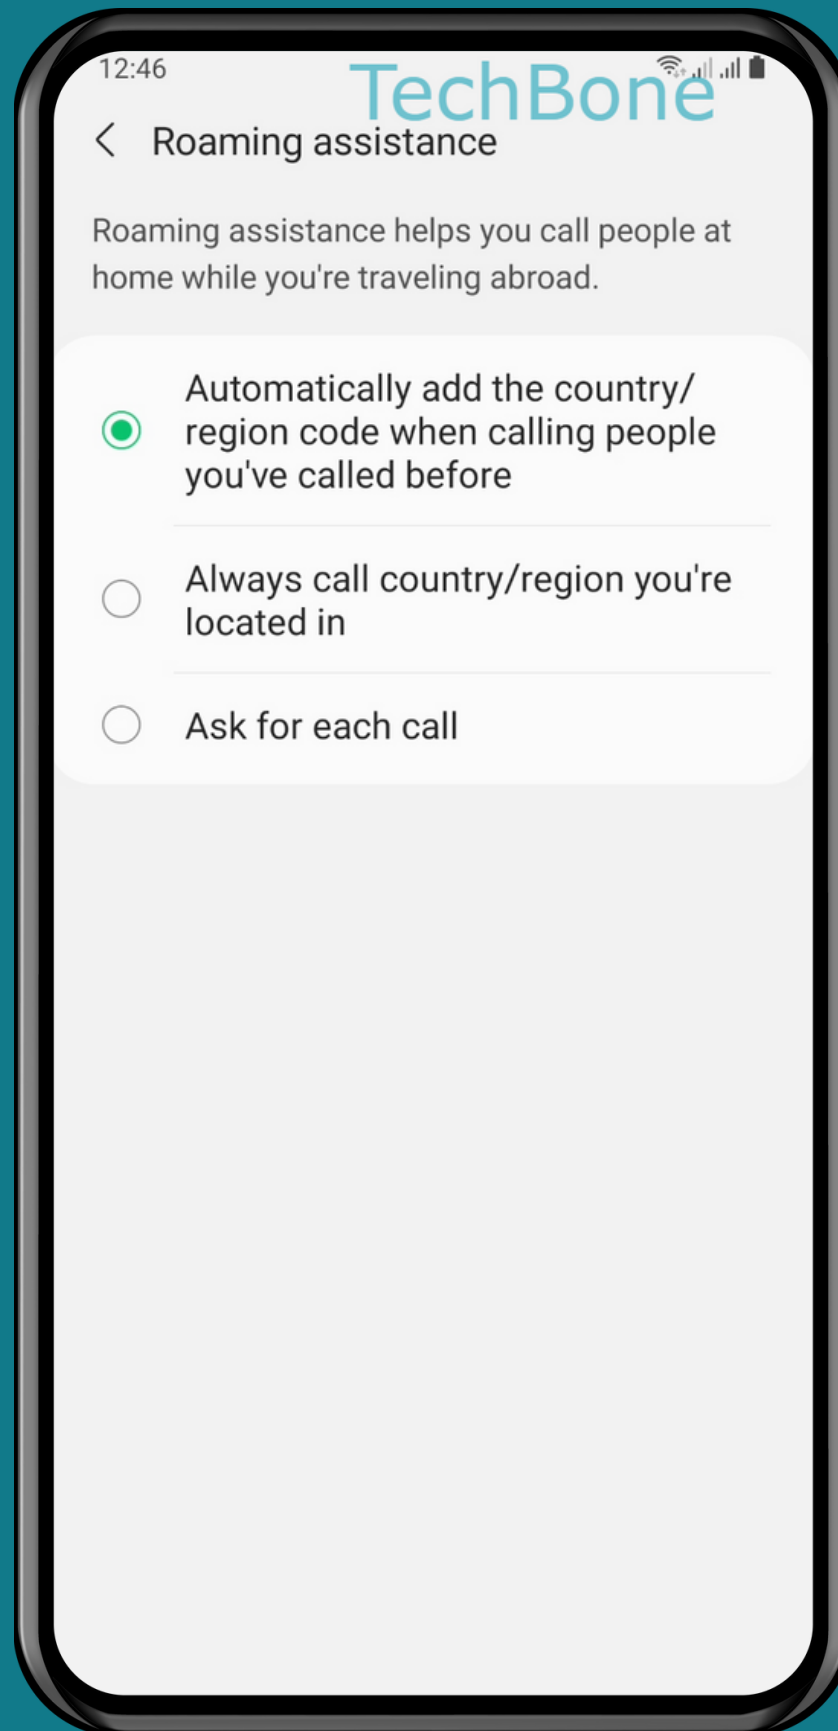 12:46
TechBone
Roaming assistance
Roaming assistance helps you call people at
home while you're traveling abroad.
Automatically add the country/
region code when calling people
you've called before
Always call country/region you're
located in
Ask for each call